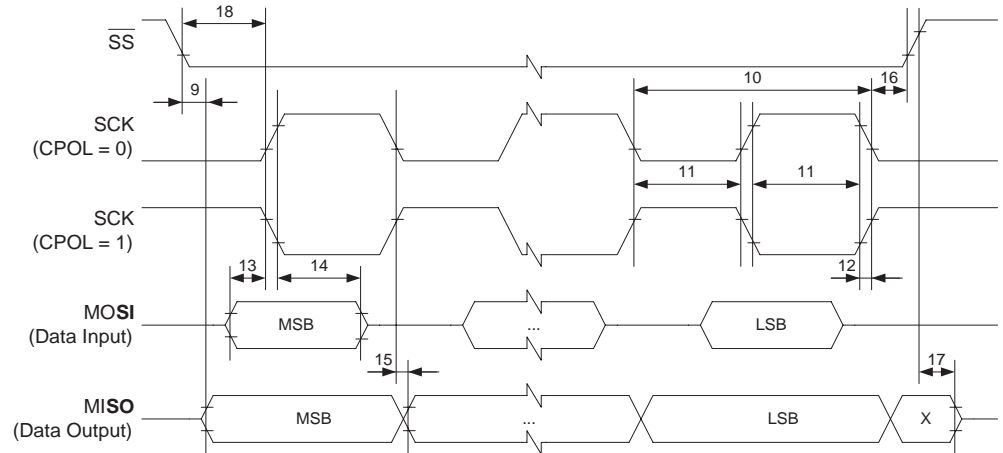 18
SS
10
16
9
SCK
(CPOL = 0)
11
11
SCK
(CPOL = 1)
13
14
12
MOSI
(Data Input)
MSB
...
LSB
15
17
MISO
(Data Output)
MSB
...
LSB
X